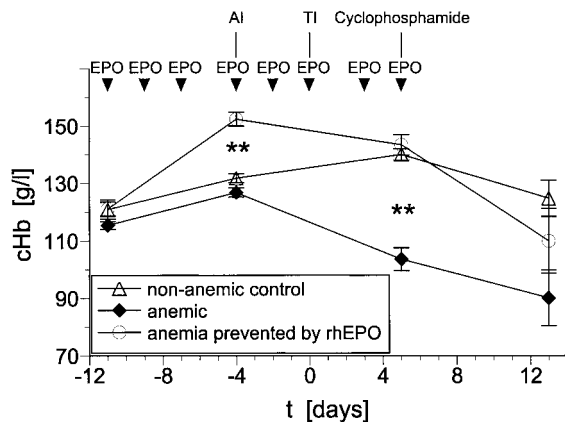 AI TI Cyclophosphamide
EPO EPO EPO EPO EPO EPO EPO EPO
150
130
110
90
70
cHb [g/l]
**
**
non-anemic control
anemic
anemia prevented by rhEPO
-12 -8 -4 0 4 8 12
t [days]